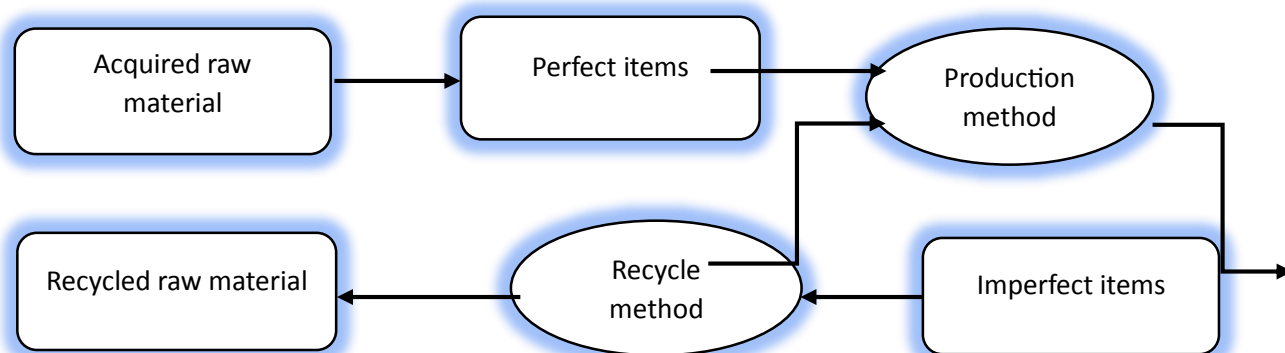 Acquired raw
material
Perfect items
Production
method
Recycled raw material
Recycle
method
Imperfect items